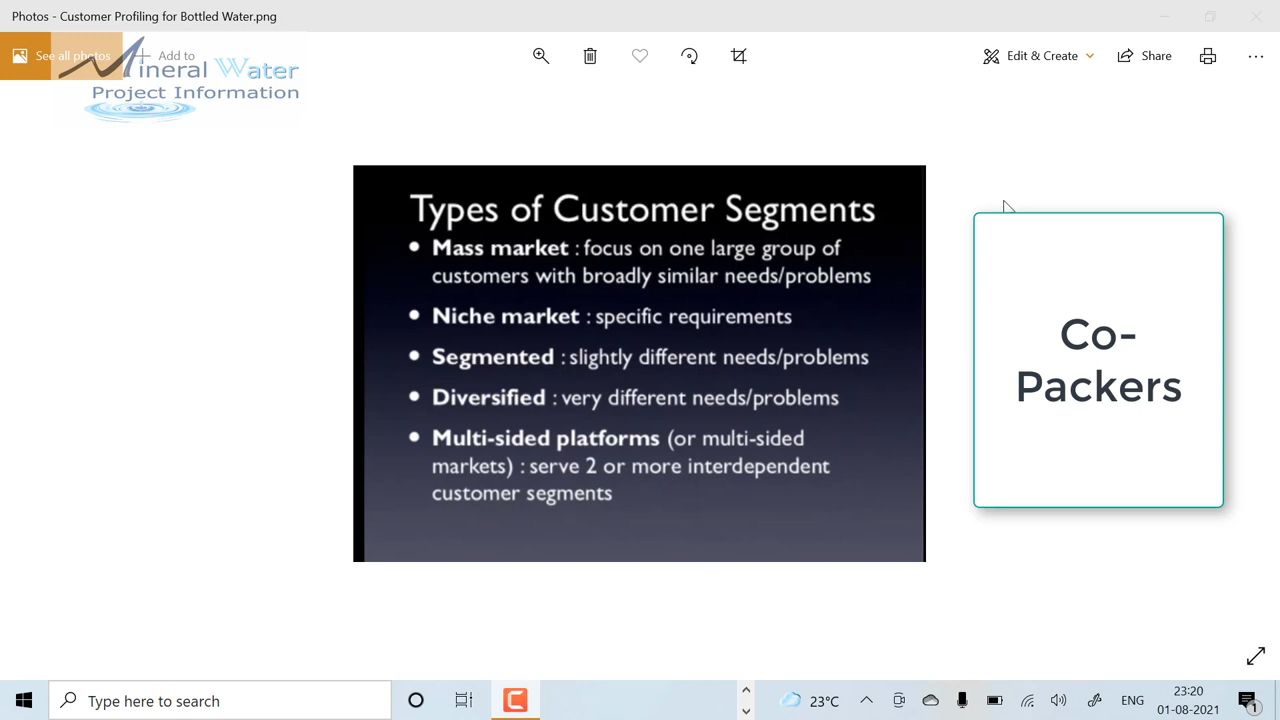 Photos - Customer Profiling for Bottled Water.png
See all photos
Add to
Edit & Create
Share
Mineral Water
Project Information
Types of Customer Segments
• Mass market : focus on one large group of
customers with broadly similar needs/problems
• Niche market : specific requirements
• Segmented : slightly different needs/problems
• Diversified : very different needs/problems
• Multi-sided platforms (or multi-sided
markets) : serve 2 or more interdependent
customer segments
Co-
Packers
Type here to search
23°C
ENG
23:20
01-08-2021
1